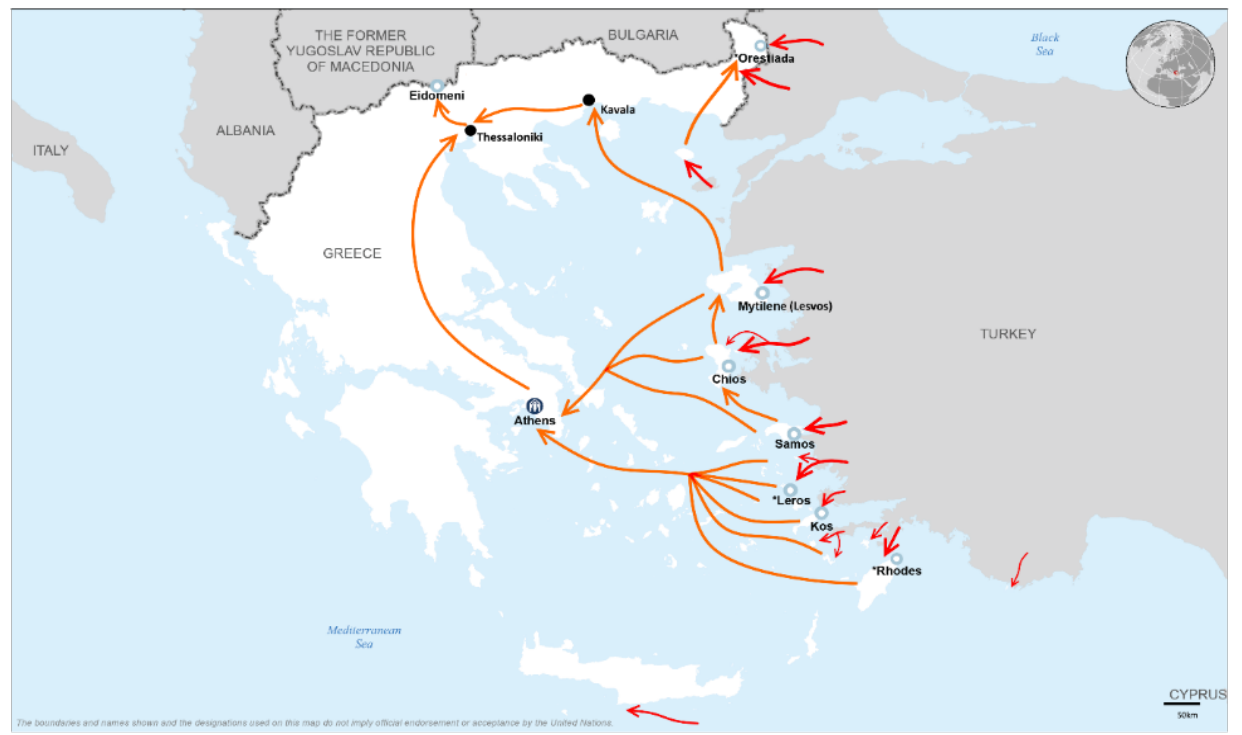 THE FORMER
YUGOSLAV REPUBLIC
OF MACEDONIA
BULGARIA
Black
Sea
*Orestiada
Eidomeni
Kavala
ALBANIA
Thessaloniki
ITALY
GREECE
Mytilene (Lesvos)
TURKEY
Chios
Athens
Samos
*Leros
Kos
*Rhodes
Mediterranean
Sea
CYPRUS
50km
The boundaries and names shown and the designations used on this map do not imply official endorsement or acceptance by the United Nations.